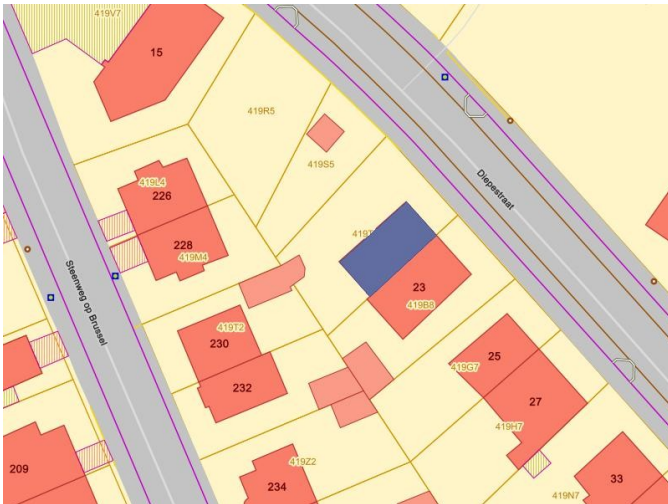 419V7
15
419R5
419S5
Diepestraat
419L4
226
228
419M4
Steenweg op Brussel
23
419B8
419T2
230
232
25
419G7
27
419H7
209
419Z2
234
33
419N7